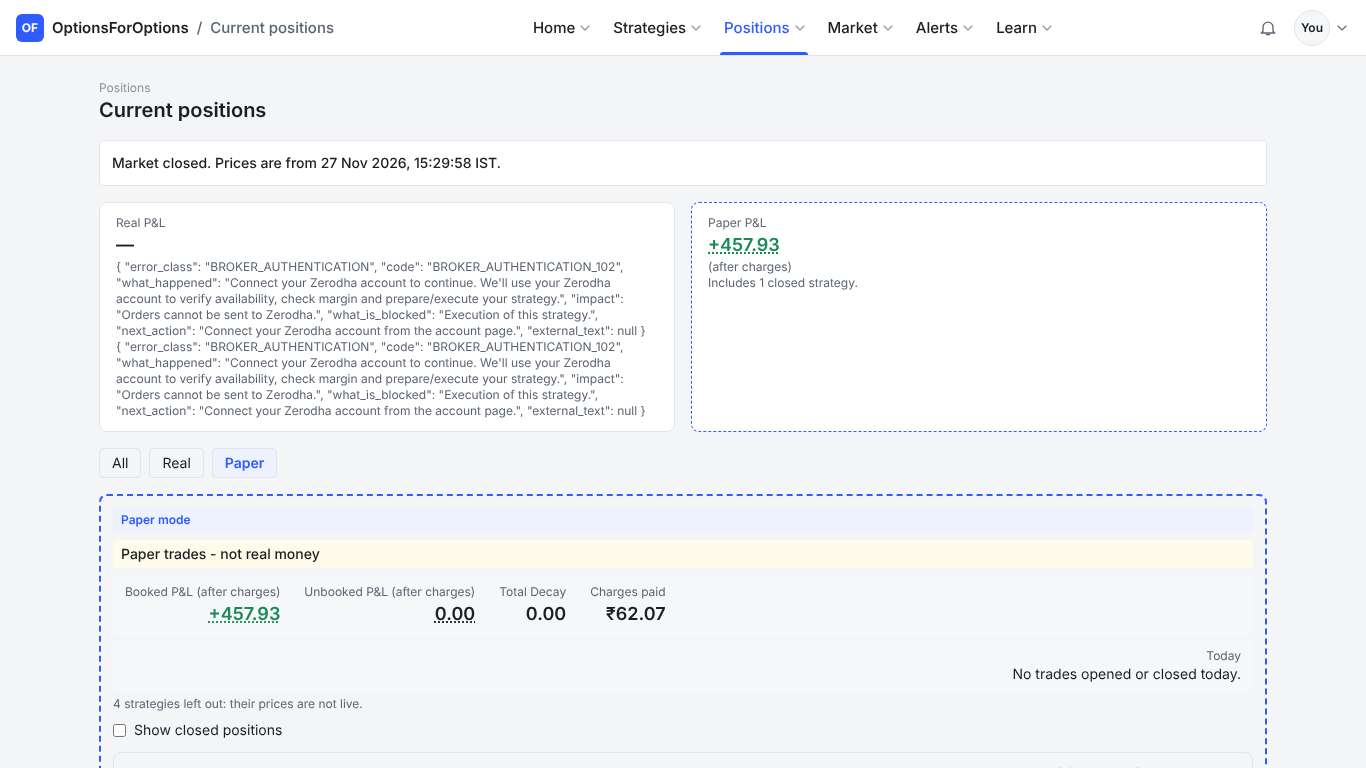 OF OptionsForOptions / Current positions Home Strategies Positions Market Alerts Learn You
Positions
Current positions
Market closed. Prices are from 27 Nov 2026, 15:29:58 IST.
Real P&L
—
{ "error_class": "BROKER_AUTHENTICATION", "code": "BROKER_AUTHENTICATION_102",
"what_happened": "Connect your Zerodha account to continue. We'll use your Zerodha
account to verify availability, check margin and prepare/execute your strategy.", "impact":
"Orders cannot be sent to Zerodha.", "what_is_blocked": "Execution of this strategy.",
"next_action": "Connect your Zerodha account from the account page.", "external_text": null }
{ "error_class": "BROKER_AUTHENTICATION", "code": "BROKER_AUTHENTICATION_102",
"what_happened": "Connect your Zerodha account to continue. We'll use your Zerodha
account to verify availability, check margin and prepare/execute your strategy.", "impact":
"Orders cannot be sent to Zerodha.", "what_is_blocked": "Execution of this strategy.",
"next_action": "Connect your Zerodha account from the account page.", "external_text": null }
Paper P&L
+457.93
(after charges)
Includes 1 closed strategy.
All Real Paper
Paper mode
Paper trades - not real money
Booked P&L (after charges) Unbooked P&L (after charges) Total Decay Charges paid
+457.93 0.00 0.00 ₹62.07
Today
No trades opened or closed today.
4 strategies left out: their prices are not live.
Show closed positions